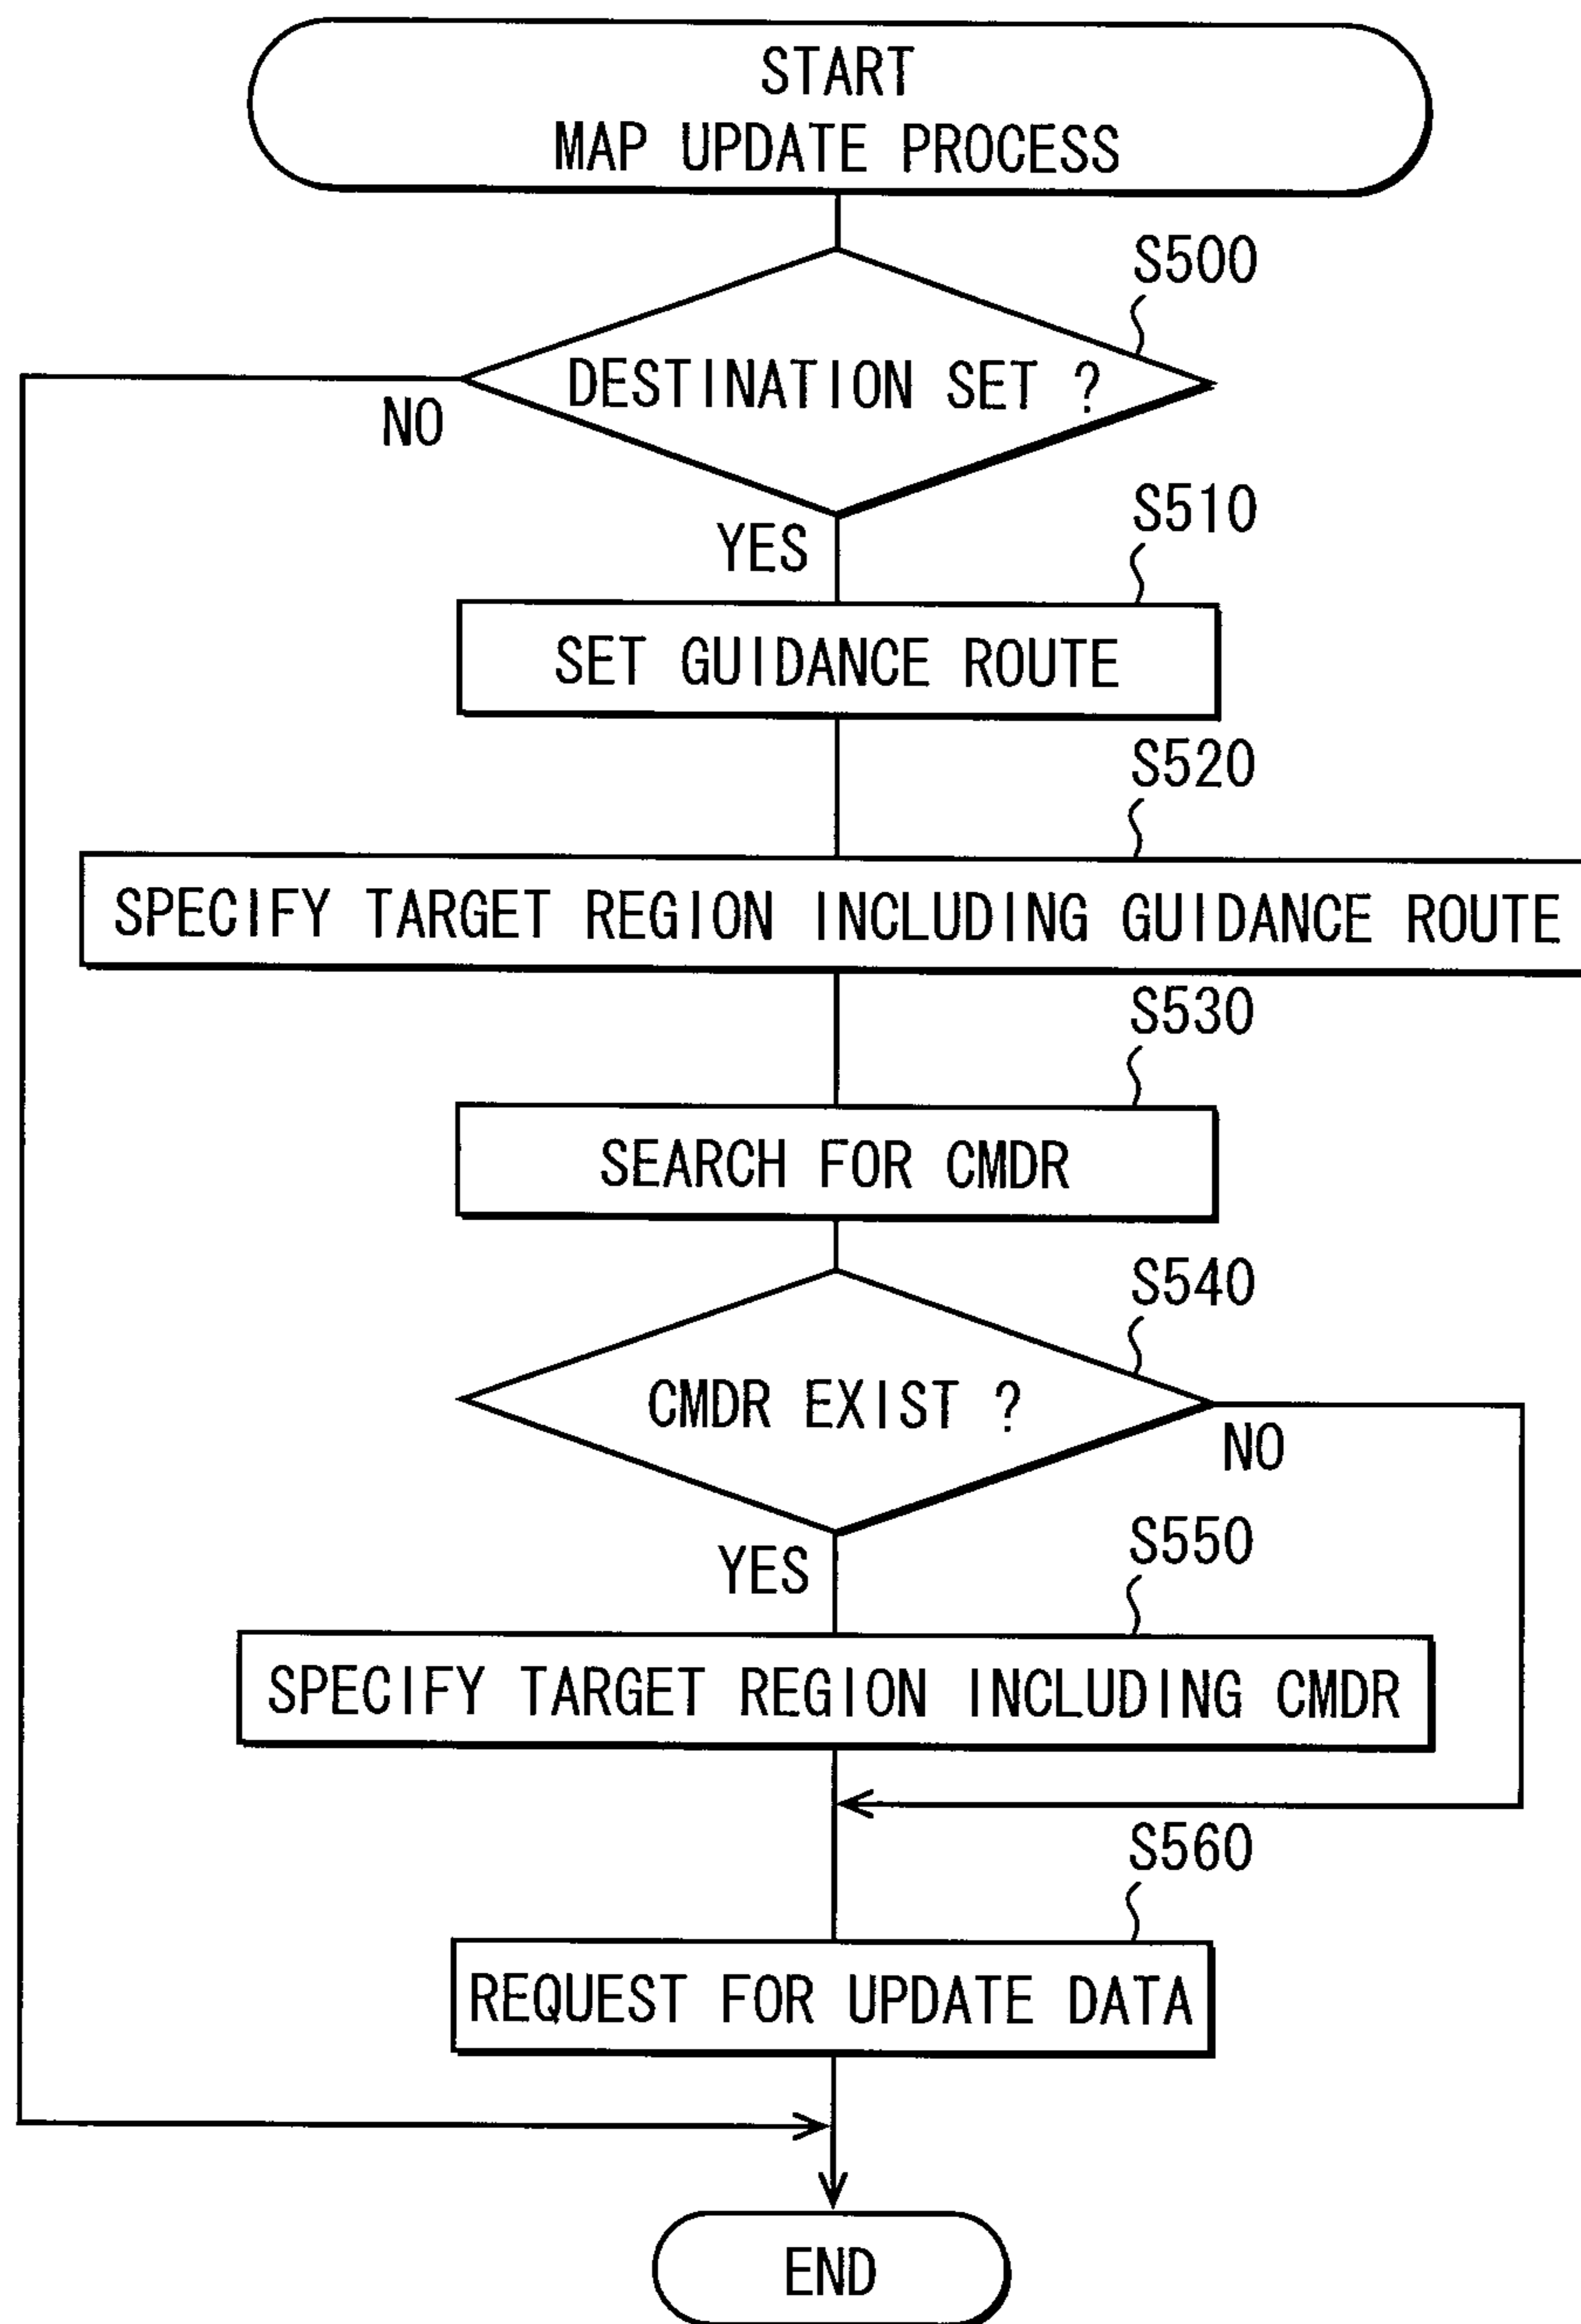 START
MAP UPDATE PROCESS
S500
DESTINATION SET ?
NO
YES
S510
SET GUIDANCE ROUTE
S520
SPECIFY TARGET REGION INCLUDING GUIDANCE ROUTE
S530
SEARCH FOR CMDR
S540
CMDR EXIST ?
NO
YES
S550
SPECIFY TARGET REGION INCLUDING CMDR
S560
REQUEST FOR UPDATE DATA
END